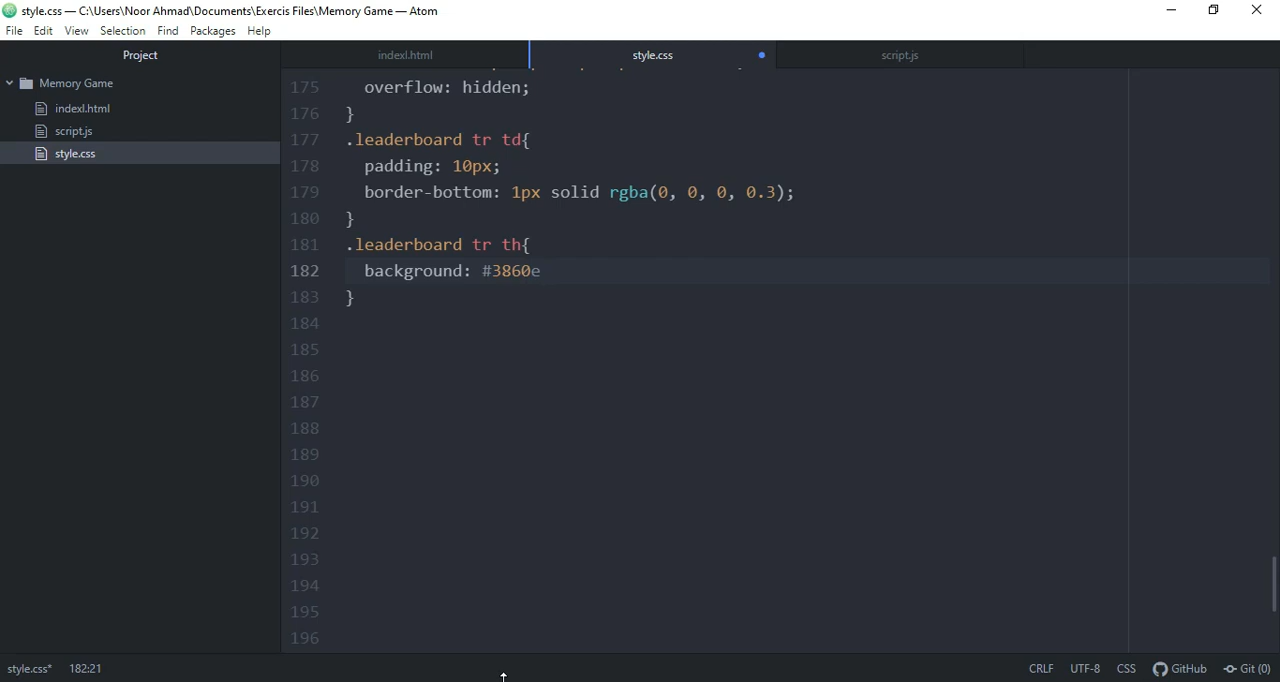 style.css — C:\Users\Noor Ahmad\Documents\Exercis Files\Memory Game — Atom
File Edit View Selection Find Packages Help
Project
indexl.html
style.css
script.js
Memory Game
indexl.html
script.js
style.css
175 overflow: hidden;
176 }
177 .leaderboard tr td{
178 padding: 10px;
179 border-bottom: 1px solid rgba(0, 0, 0, 0.3);
180 }
181 .leaderboard tr th{
182 background: #3860e
183 }
184
185
186
187
188
189
190
191
192
193
194
195
196
style.css* 182:21 CRLF UTF-8 CSS GitHub Git (0)